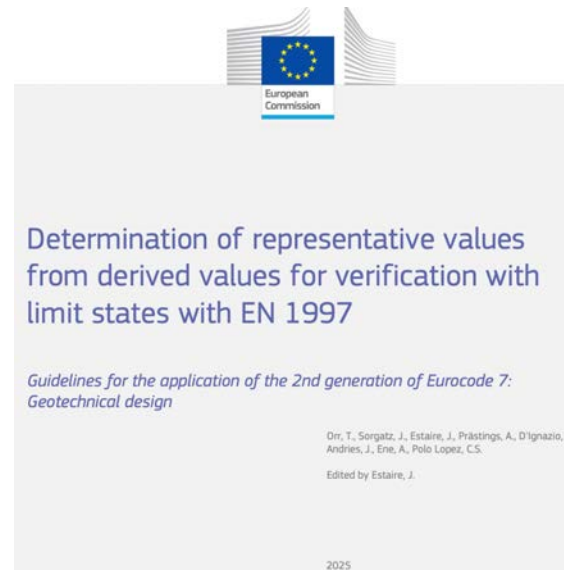 European
Commission
Determination of representative values
from derived values for verification with
limit states with EN 1997
Guidelines for the application of the 2nd generation of Eurocode 7:
Geotechnical design
Orr, T., Sorgatz, J., Estaire, J., Prästings, A., D'Ignazio,
Andries, J., Ene, A., Polo Lopez, C.S.
Edited by Estaire, J.
2025